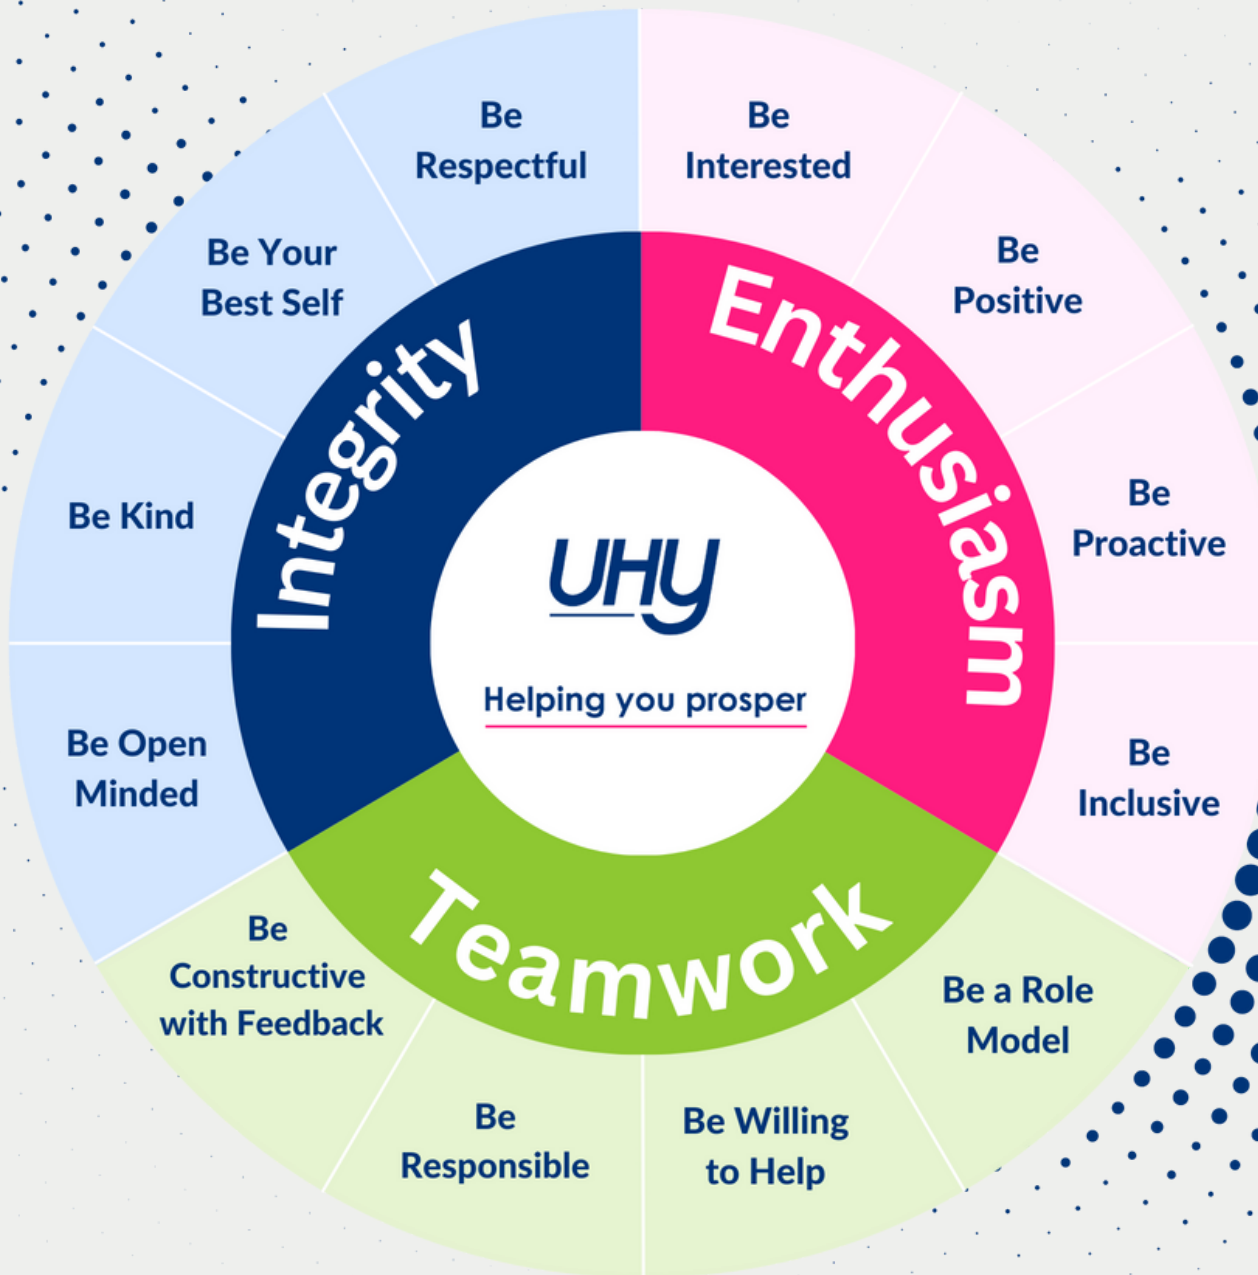 Be
Respectful
Be
Interested
Be Your
Best Self
Be
Positive
Integrity
Enthusiasm
Be Kind
Be
Proactive
UHY
Helping you prosper
Be Open
Minded
Be
Inclusive
Teamwork
Be
Constructive
with Feedback
Be a Role
Model
Be
Responsible
Be Willing
to Help